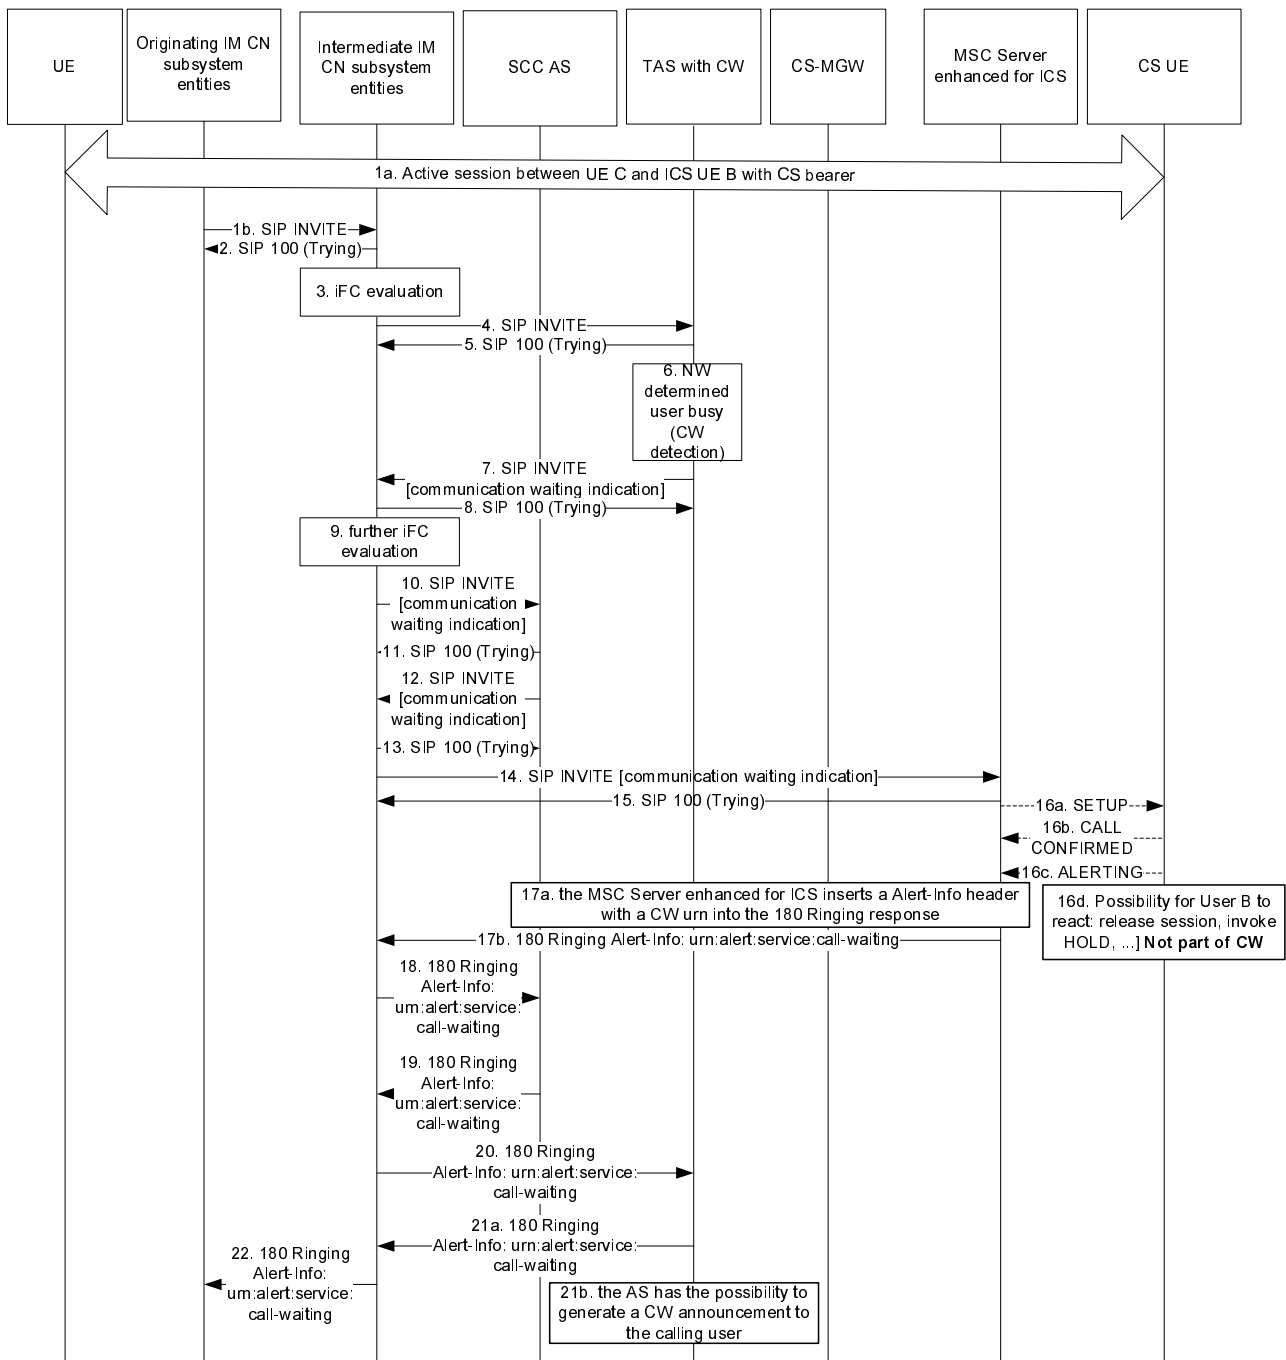 UE
Originating IM CN
subsystem
entities
Intermediate IM
CN subsystem
entities
SCC AS
TAS with CW
CS-MGW
MSC Server
enhanced for ICS
CS UE
1a. Active session between UE C and ICS UE B with CS bearer
1b. SIP INVITE
2. SIP 100 (Trying)
3. iFC evaluation
4. SIP INVITE
5. SIP 100 (Trying)
6. NW
determined
user busy
(CW
detection)
7. SIP INVITE
[communication waiting indication]
8. SIP 100 (Trying)
9. further iFC
evaluation
10. SIP INVITE
[communication
waiting indication]
11. SIP 100 (Trying)
12. SIP INVITE
[communication
waiting indication]
13. SIP 100 (Trying)
14. SIP INVITE [communication waiting indication]
15. SIP 100 (Trying)
16a. SETUP
16b. CALL
CONFIRMED
16c. ALERTING
17a. the MSC Server enhanced for ICS inserts a Alert-Info header
with a CW urn into the 180 Ringing response
16d. Possibility for User B to
react: release session, invoke
HOLD, ...] Not part of CW
17b. 180 Ringing Alert-Info: urn:alert:service:call-waiting
18. 180 Ringing
Alert-Info:
urn:alert:service:
call-waiting
19. 180 Ringing
Alert-Info:
urn:alert:service:
call-waiting
20. 180 Ringing
Alert-Info: urn:alert:service:
call-waiting
21a. 180 Ringing
Alert-Info: urn:alert:service:
call-waiting
22. 180 Ringing
Alert-Info:
urn:alert:service:
call-waiting
21b. the AS has the possibility to
generate a CW announcement to
the calling user